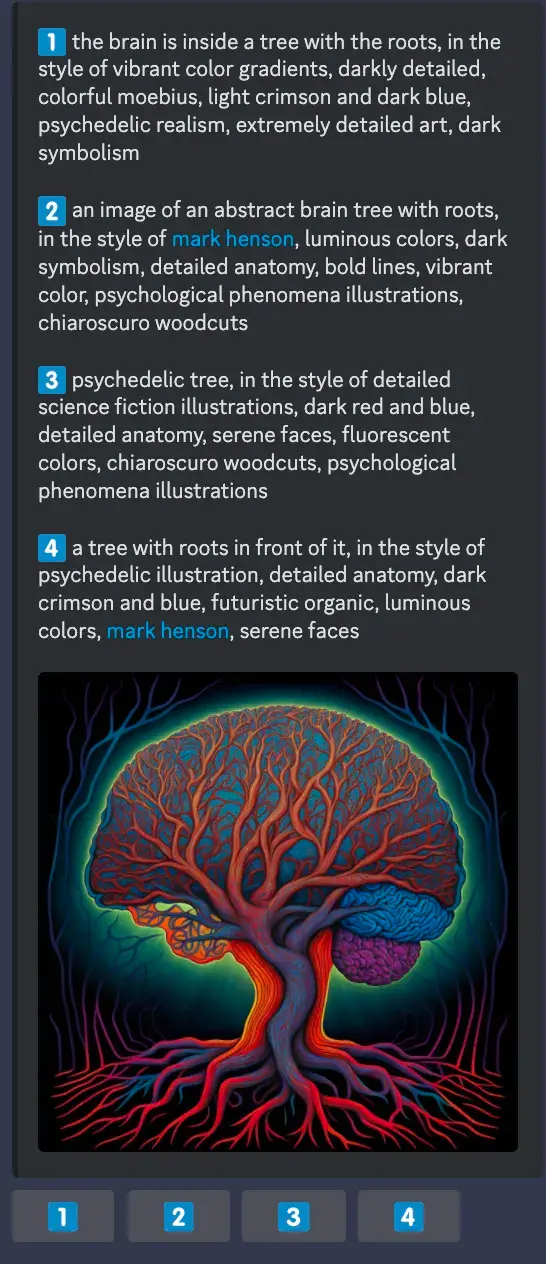 1 the brain is inside a tree with the roots, in the
style of vibrant color gradients, darkly detailed,
colorful moebius, light crimson and dark blue,
psychedelic realism, extremely detailed art, dark
symbolism
2 an image of an abstract brain tree with roots,
in the style of mark henson, luminous colors, dark
symbolism, detailed anatomy, bold lines, vibrant
color, psychological phenomena illustrations,
chiaroscuro woodcuts
3 psychedelic tree, in the style of detailed
science fiction illustrations, dark red and blue,
detailed anatomy, serene faces, fluorescent
colors, chiaroscuro woodcuts, psychological
phenomena illustrations
4 a tree with roots in front of it, in the style of
psychedelic illustration, detailed anatomy, dark
crimson and blue, futuristic organic, luminous
colors, mark henson, serene faces
1 2 3 4